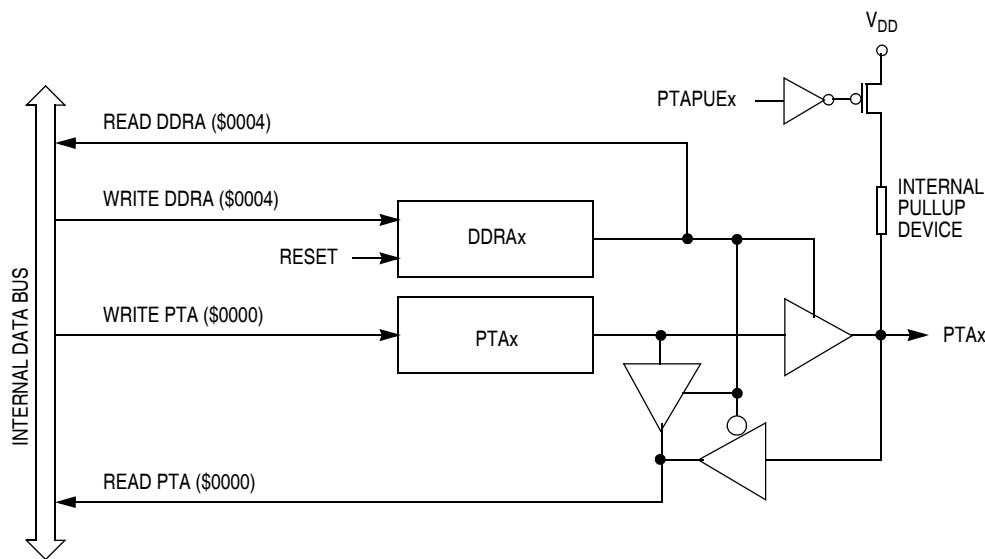 VDD
PTAPUEx
READ DDRA ($0004)
WRITE DDRA ($0004)
INTERNAL
PULLUP
DEVICE
DDRAx
RESET
INTERNAL DATA BUS
WRITE PTA ($0000)
PTAx
PTAx
READ PTA ($0000)